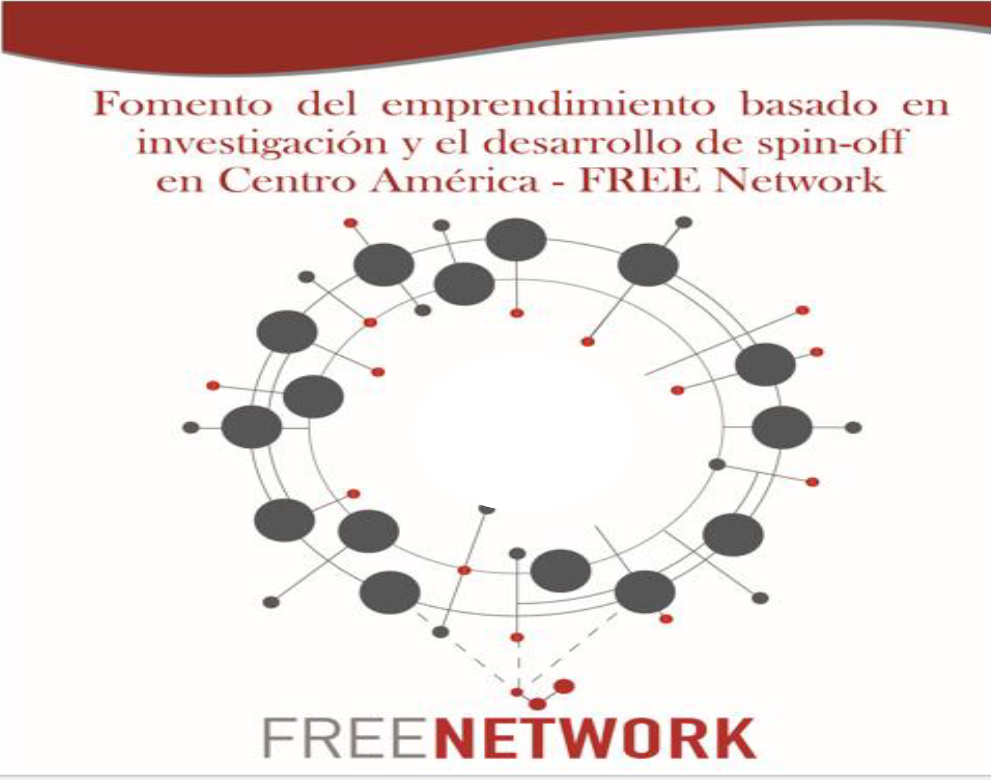 Fomento del emprendimiento basado en
investigación y el desarrollo de spin-off
en Centro América - FREE Network
FREENETWORK